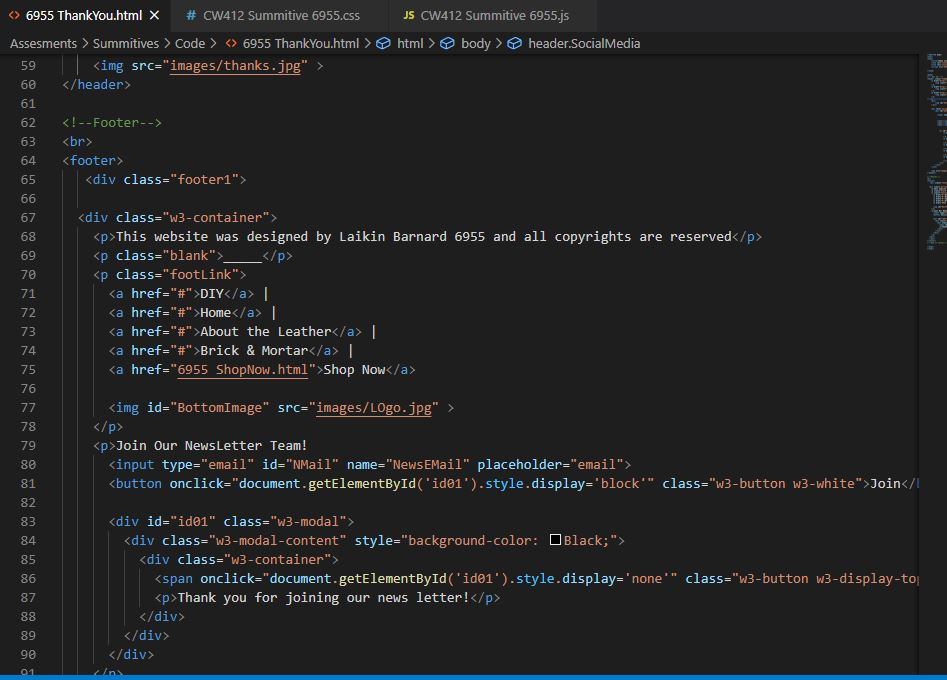 6955 ThankYou.html × # CW412 Summitive 6955.css JS CW412 Summitive 6955.js
Assesments > Summitives > Code > <> 6955 ThankYou.html > html > body > header.SocialMedia
59 <img src="images/thanks.jpg" >
60 </header>
61
62 <!--Footer-->
63 <br>
64 <footer>
65 <div class="footer1">
66
67 <div class="w3-container">
68 <p>This website was designed by Laikin Barnard 6955 and all copyrights are reserved</p>
69 <p class="blank">_____</p>
70 <p class="footLink">
71 <a href="#">DIY</a> |
72 <a href="#">Home</a> |
73 <a href="#">About the Leather</a> |
74 <a href="#">Brick & Mortar</a> |
75 <a href="6955 ShopNow.html">Shop Now</a>
76
77 <img id="BottomImage" src="images/LOgo.jpg" >
78 </p>
79 <p>Join Our NewsLetter Team!
80 <input type="email" id="NMail" name="NewsEMail" placeholder="email">
81 <button onclick="document.getElementById('id01').style.display='block'" class="w3-button w3-white">Join</
82
83 <div id="id01" class="w3-modal">
84 <div class="w3-modal-content" style="background-color: Black;">
85 <div class="w3-container">
86 <span onclick="document.getElementById('id01').style.display='none'" class="w3-button w3-display-to
87 <p>Thank you for joining our news letter!</p>
88 </div>
89 </div>
90 </div>
91 </p>